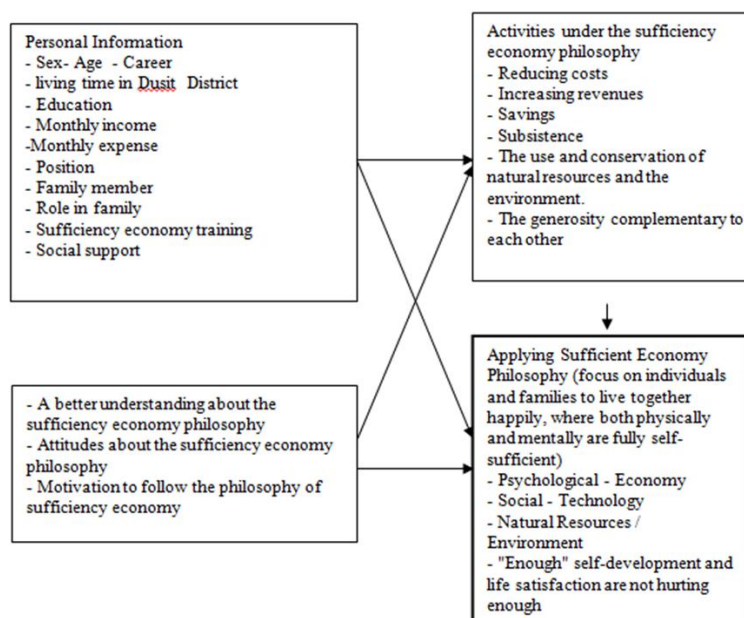 Personal Information
- Sex- Age - Career
- living time in Dusit District
- Education
- Monthly income
-Monthly expense
- Position
- Family member
- Role in family
- Sufficiency economy training
- Social support
- A better understanding about the
sufficiency economy philosophy
- Attitudes about the sufficiency economy
philosophy
- Motivation to follow the philosophy of
sufficiency economy
Activities under the sufficiency
economy philosophy
- Reducing costs
- Increasing revenues
- Savings
- Subsistence
- The use and conservation of
natural resources and the
environment.
- The generosity complementary to
each other
Applying Sufficient Economy
Philosophy (focus on individuals
and families to live together
happily, where both physically
and mentally are fully self-
sufficient)
- Psychological - Economy
- Social - Technology
- Natural Resources /
Environment
- "Enough" self-development and
life satisfaction are not hurting
enough